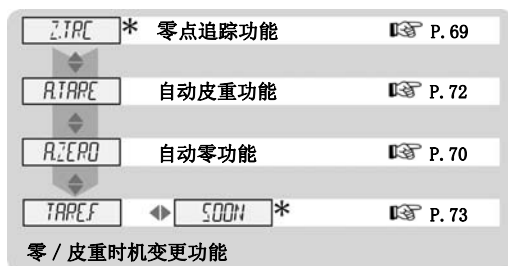 Z.TRC * 零点追踪功能 ☞ P.69
A.TARE 自动皮重功能 ☞ P.72
A.ZERO 自动零功能 ☞ P.70
TARE.F SOON * ☞ P.73
零 / 皮重时机变更功能